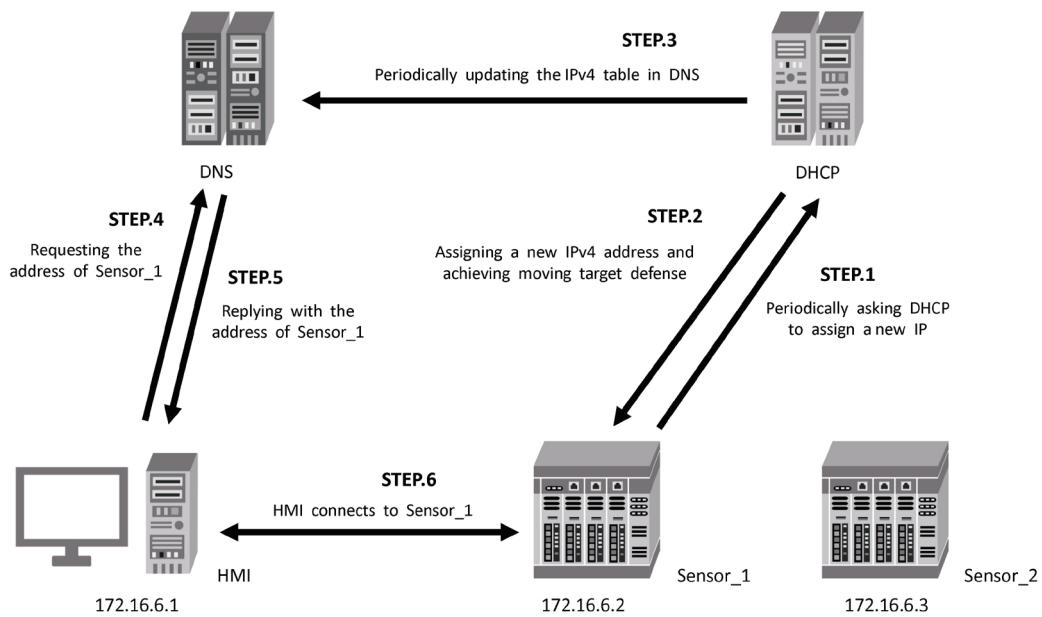 STEP.3
Periodically updating the IPv4 table in DNS
DNS
DHCP
STEP.4
Requesting the
address of Sensor_1
STEP.5
Replying with the
address of Sensor_1
STEP.2
Assigning a new IPv4 address and
achieving moving target defense
STEP.1
Periodically asking DHCP
to assign a new IP
STEP.6
HMI connects to Sensor_1
HMI
172.16.6.1
Sensor_1
172.16.6.2
Sensor_2
172.16.6.3